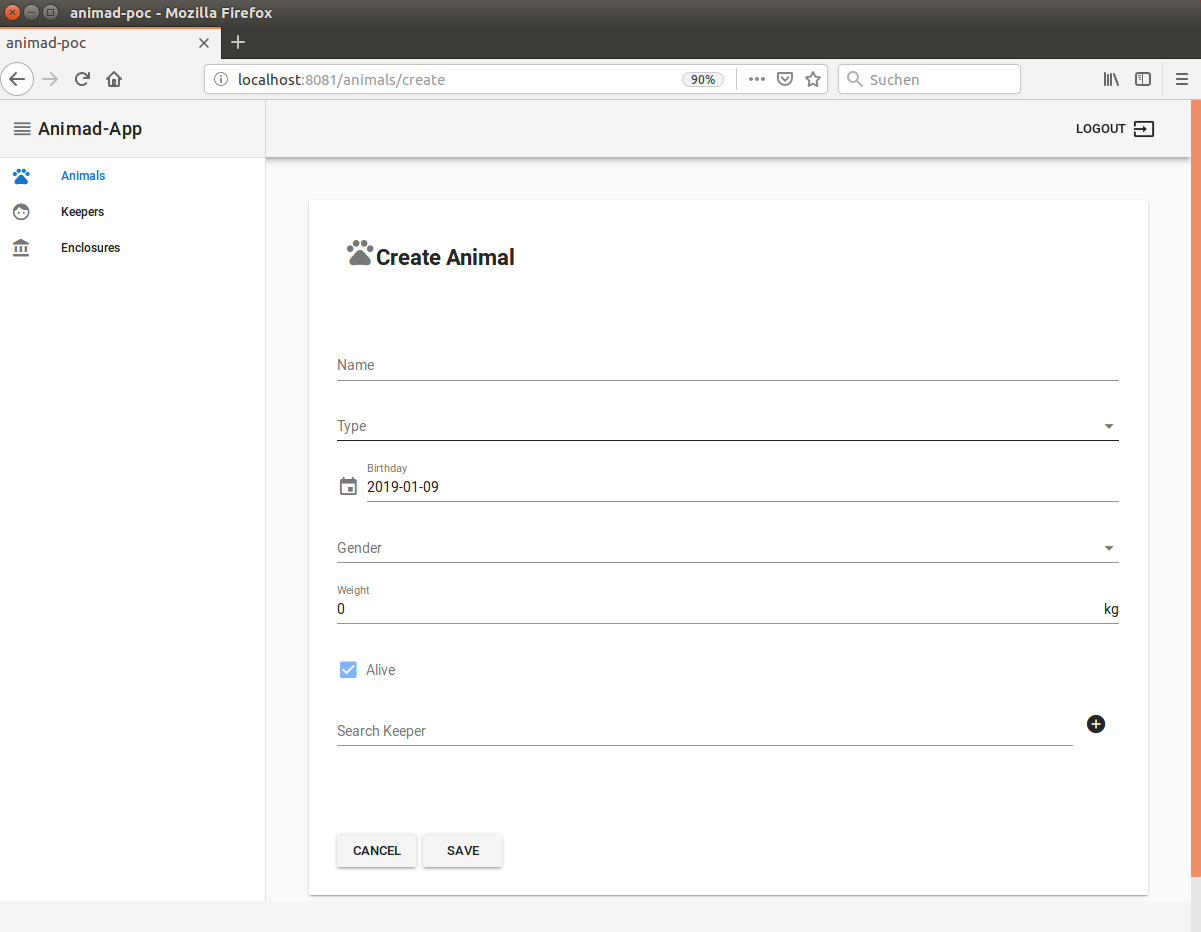 animad-poc - Mozilla Firefox
animad-poc
localhost:8081/animals/create
90%
Suchen
Animad-App
LOGOUT
Animals
Keepers
Enclosures
Create Animal
Name
Type
Birthday
2019-01-09
Gender
Weight
0 kg
Alive
Search Keeper
CANCEL SAVE